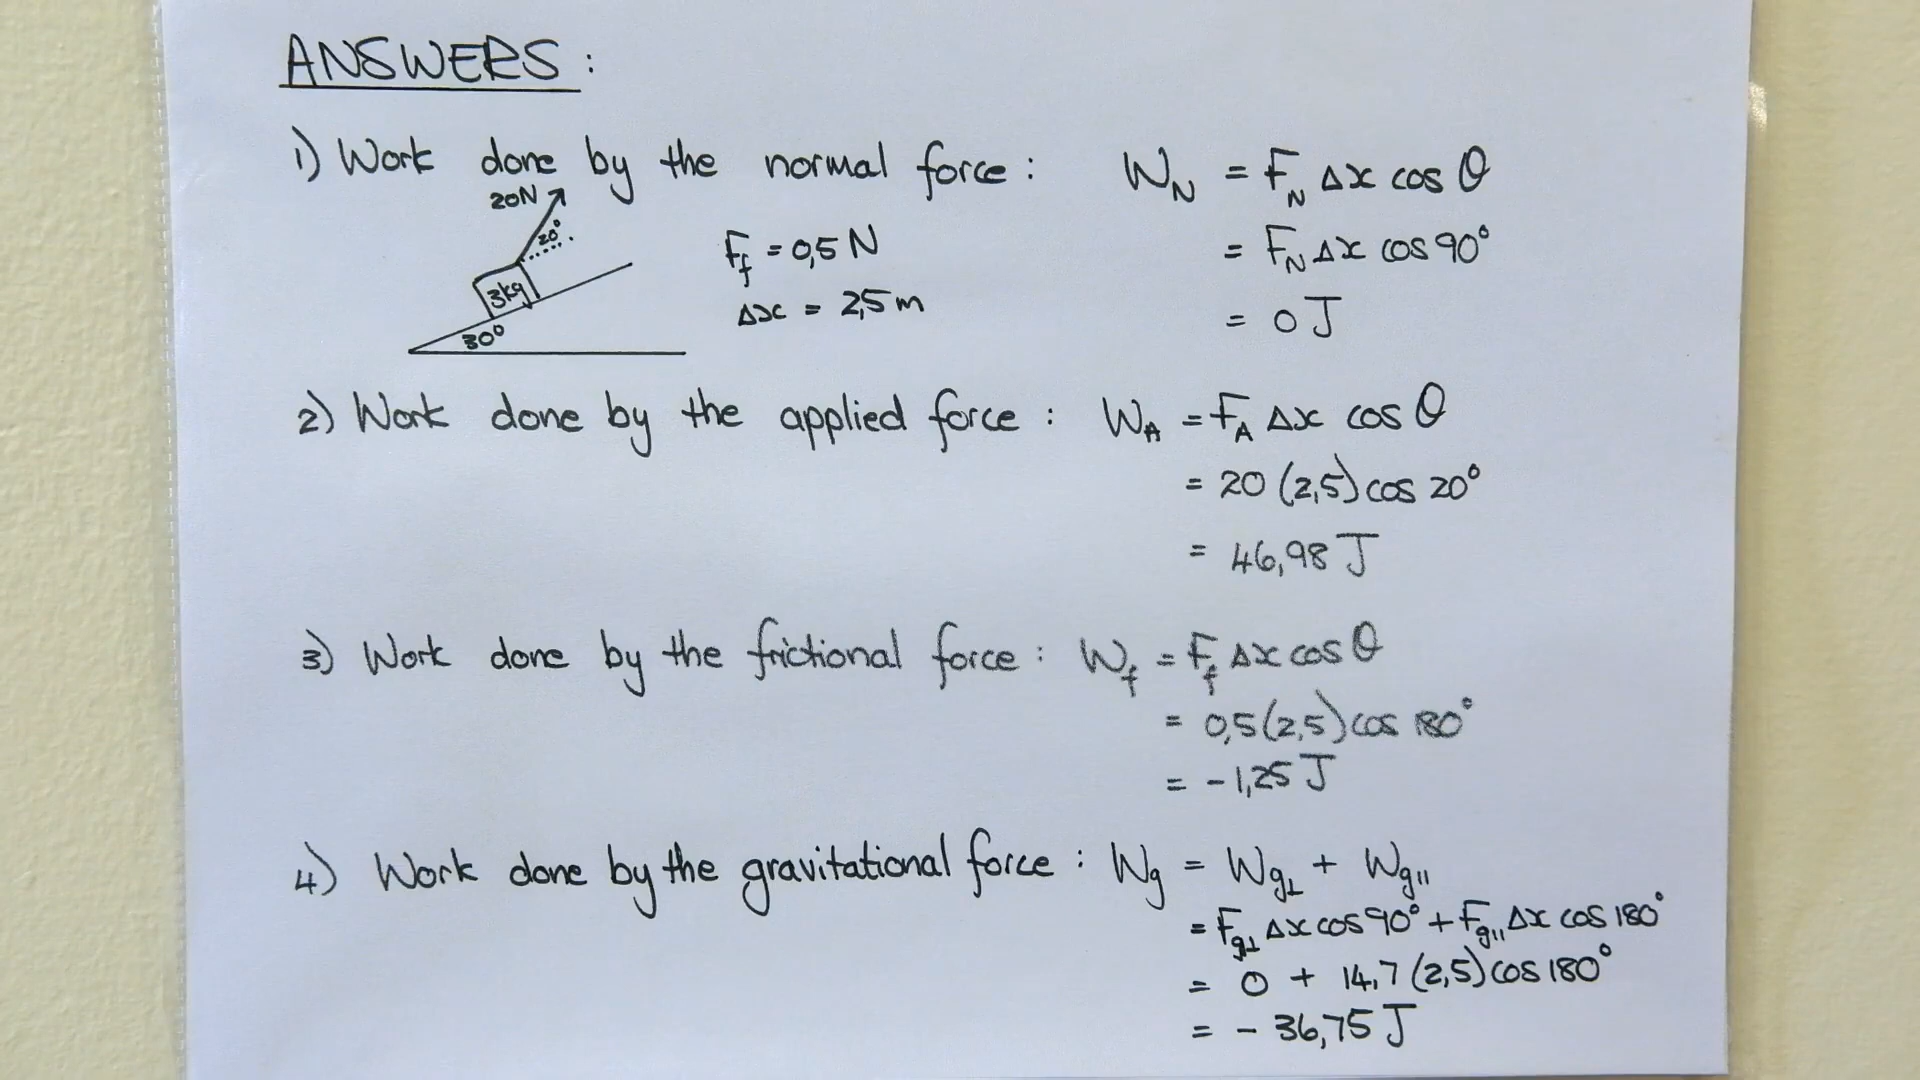 ANSWERS :
1) Work done by the normal force : W_N = F_N Δx cos θ
20N
20°
3kg
30°
F_f = 0,5 N
Δx = 2,5 m
= F_N Δx cos 90°
= 0 J
2) Work done by the applied force : W_A = F_A Δx cos θ
= 20 (2,5) cos 20°
= 46,98 J
3) Work done by the frictional force : W_f = F_f Δx cos θ
= 0,5 (2,5) cos 180°
= -1,25 J
4) Work done by the gravitational force : W_g = W_g⊥ + W_g||
= F_g⊥ Δx cos 90° + F_g|| Δx cos 180°
= 0 + 14,7 (2,5) cos 180°
= - 36,75 J